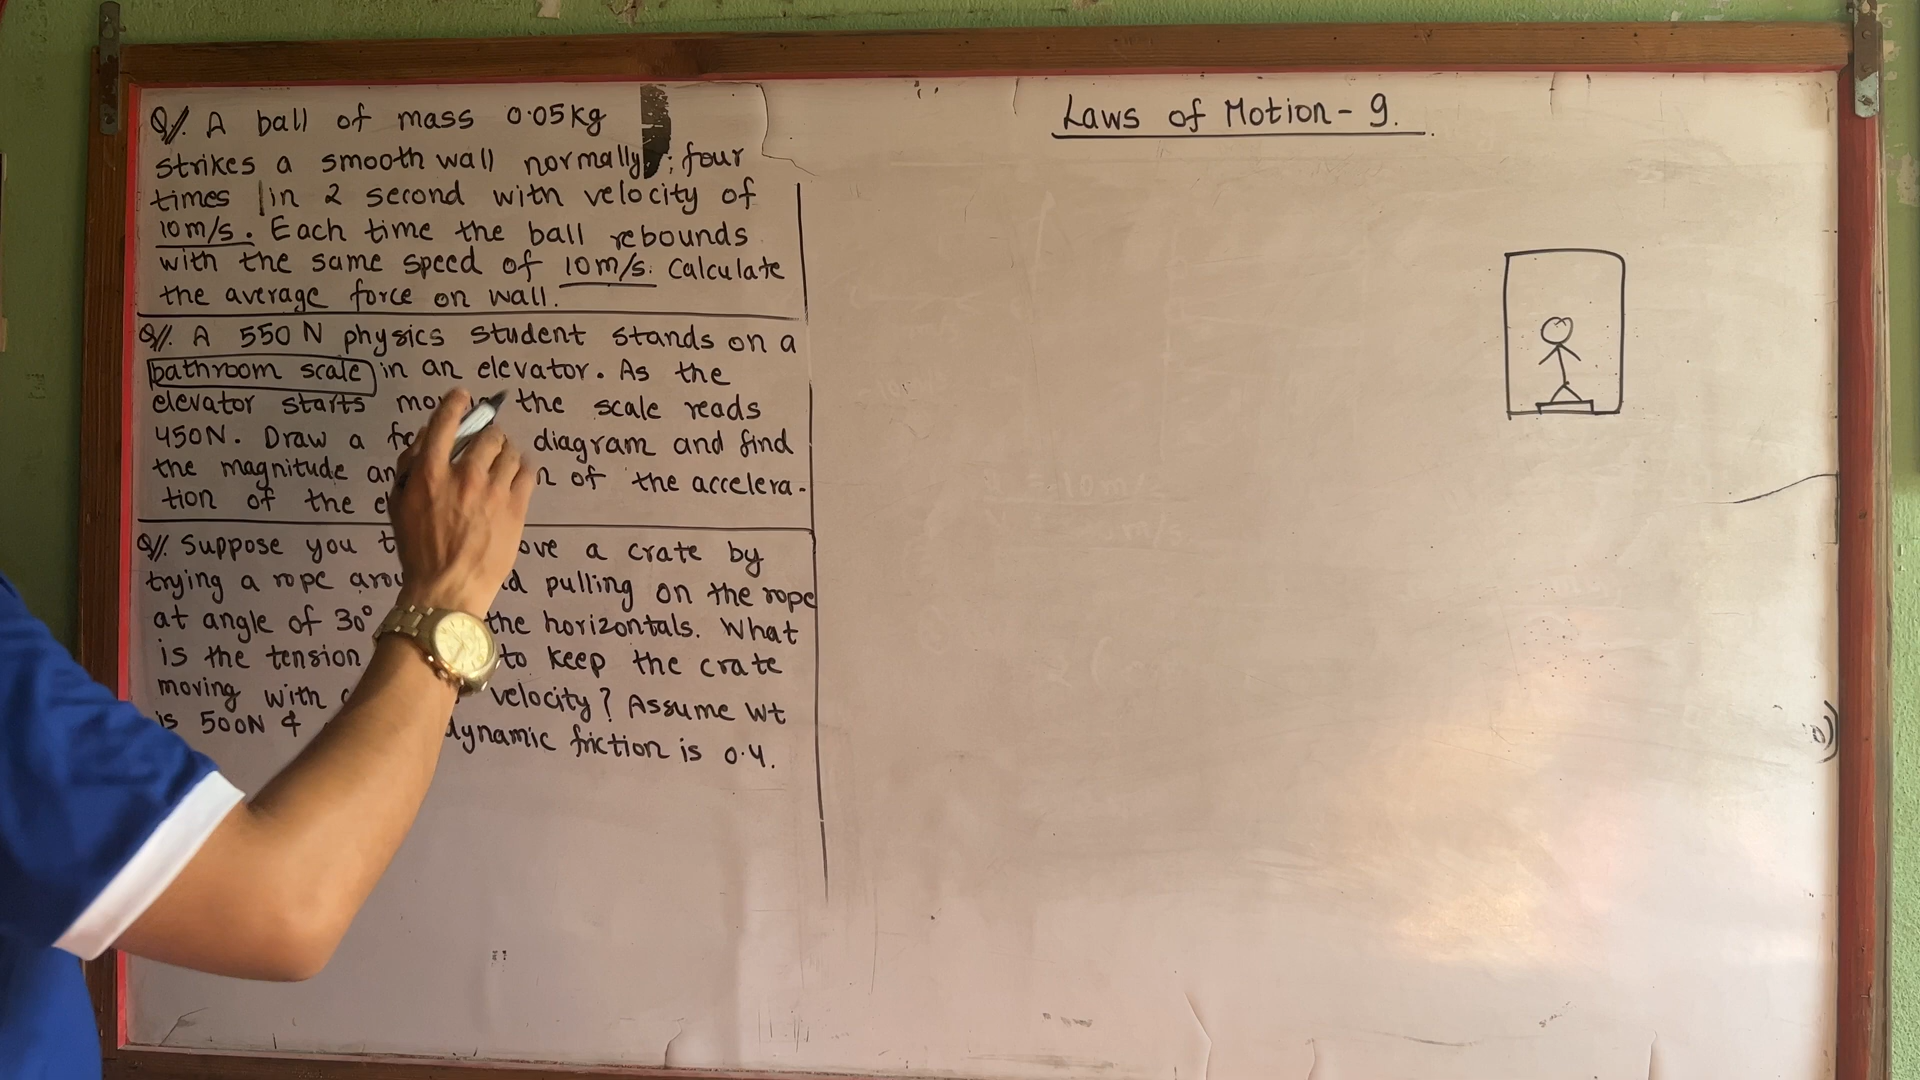 Q//. A ball of mass 0.05kg
strikes a smooth wall normally; four
times in 2 second with velocity of
10m/s. Each time the ball rebounds
with the same speed of 10m/s. Calculate
the average force on wall.
Q//. A 550 N physics student stands on a
bathroom scale in an elevator. As the
elevator starts the scale reads
450N. Draw a diagram and find
the magnitude of the accelera-
tion of the
Q//. Suppose you a crate by
trying a rope pulling on the rope
at angle of 30° the horizontals. What
is the tension to keep the crate
moving with velocity? Assume wt
is 500N & dynamic friction is 0.4.
Laws of Motion - 9.